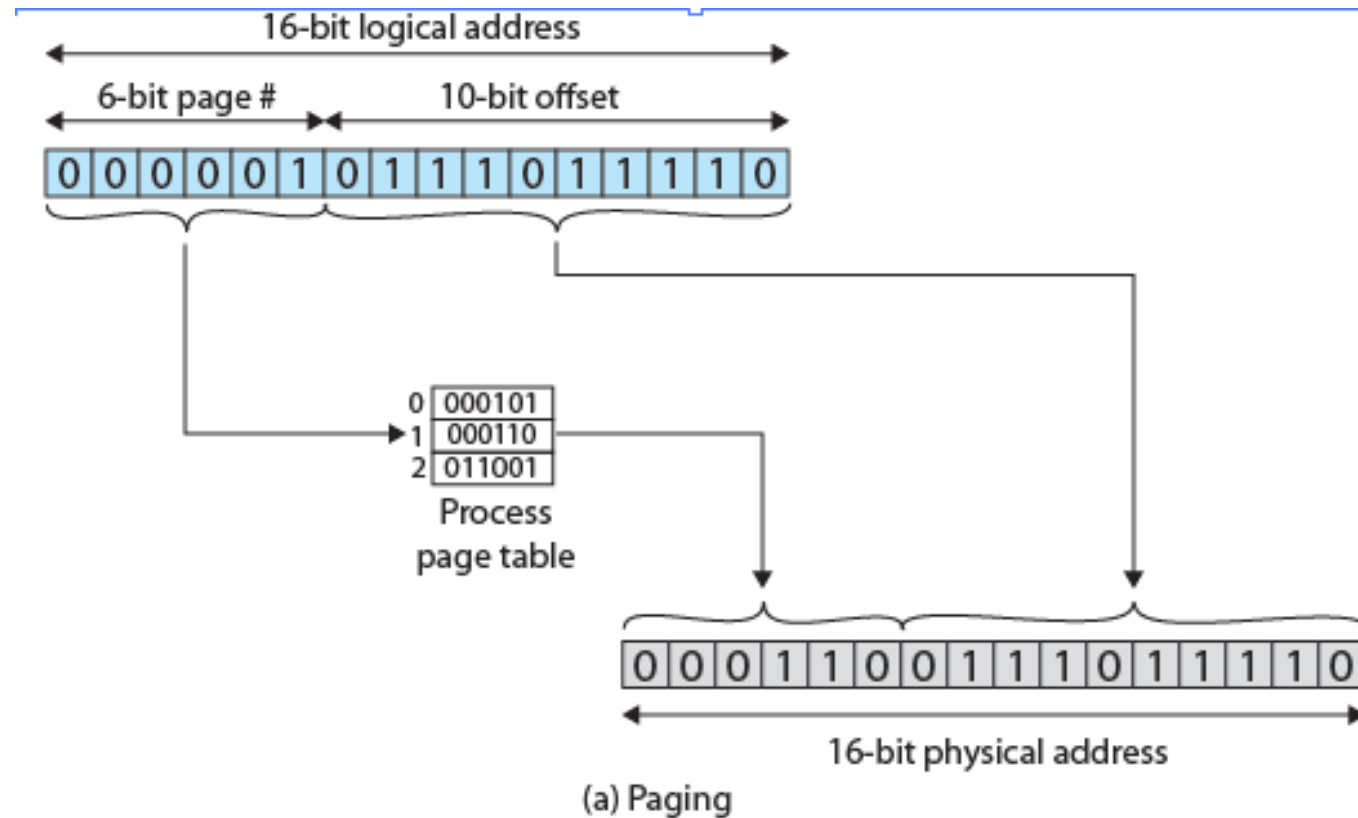 16-bit logical address
6-bit page # 10-bit offset
0 0 0 0 0 1 0 1 1 1 0 1 1 1 1 0
0 000101
1 000110
2 011001
Process
page table
0 0 0 1 1 0 0 1 1 1 0 1 1 1 1 0
16-bit physical address
(a) Paging